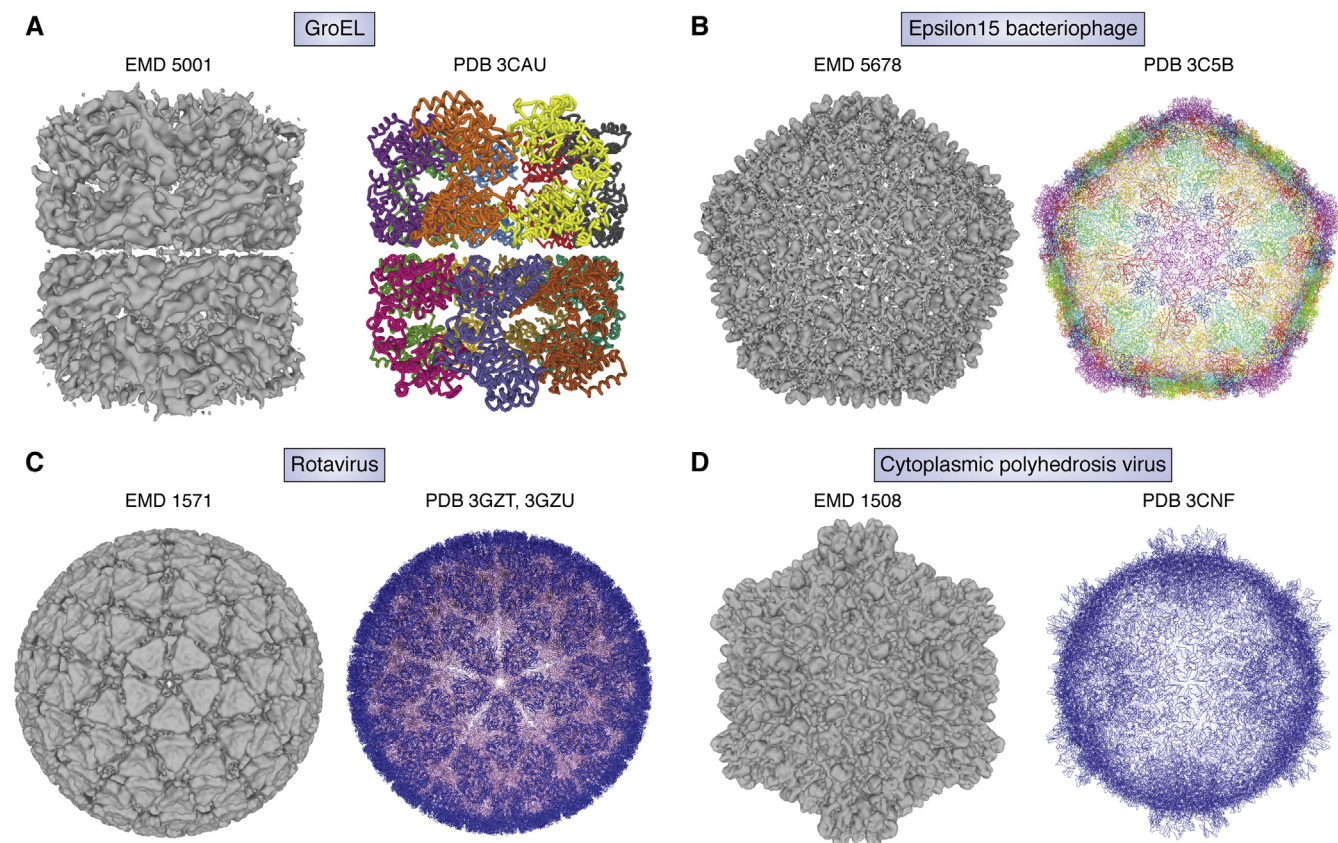 A
GroEL
EMD 5001
PDB 3CAU
B
Epsilon15 bacteriophage
EMD 5678
PDB 3C5B
C
Rotavirus
EMD 1571
PDB 3GZT, 3GZU
D
Cytoplasmic polyhedrosis virus
EMD 1508
PDB 3CNF